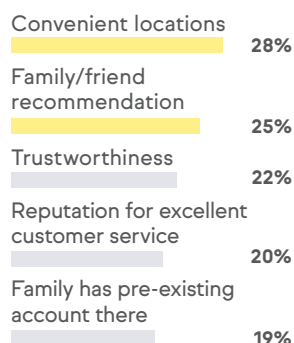 Convenient locations
28%
Family/friend
recommendation
25%
Trustworthiness
22%
Reputation for excellent
customer service
20%
Family has pre-existing
account there
19%